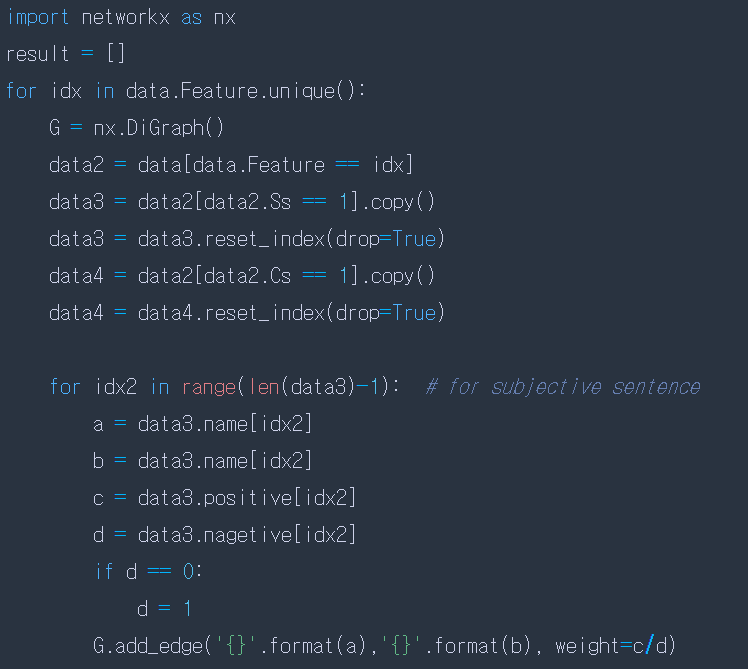 import networkx as nx
result = []
for idx in data.Feature.unique():
    G = nx.DiGraph()
    data2 = data[data.Feature == idx]
    data3 = data2[data2.Ss == 1].copy()
    data3 = data3.reset_index(drop=True)
    data4 = data2[data2.Cs == 1].copy()
    data4 = data4.reset_index(drop=True)

    for idx2 in range(len(data3)-1):  # for subjective sentence
        a = data3.name[idx2]
        b = data3.name[idx2]
        c = data3.positive[idx2]
        d = data3.nagetive[idx2]
        if d == 0:
            d = 1
        G.add_edge('{}'.format(a),'{}'.format(b), weight=c/d)